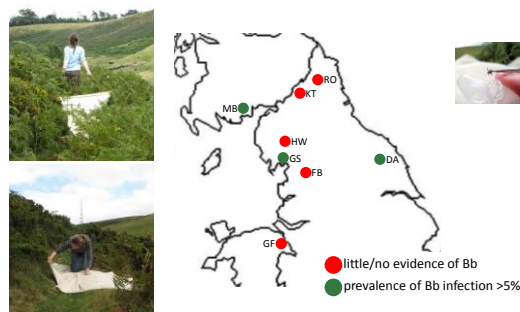 RO
KT
MB
HW
GS
DA
FB
GF
little/no evidence of Bb
prevalence of Bb infection >5%